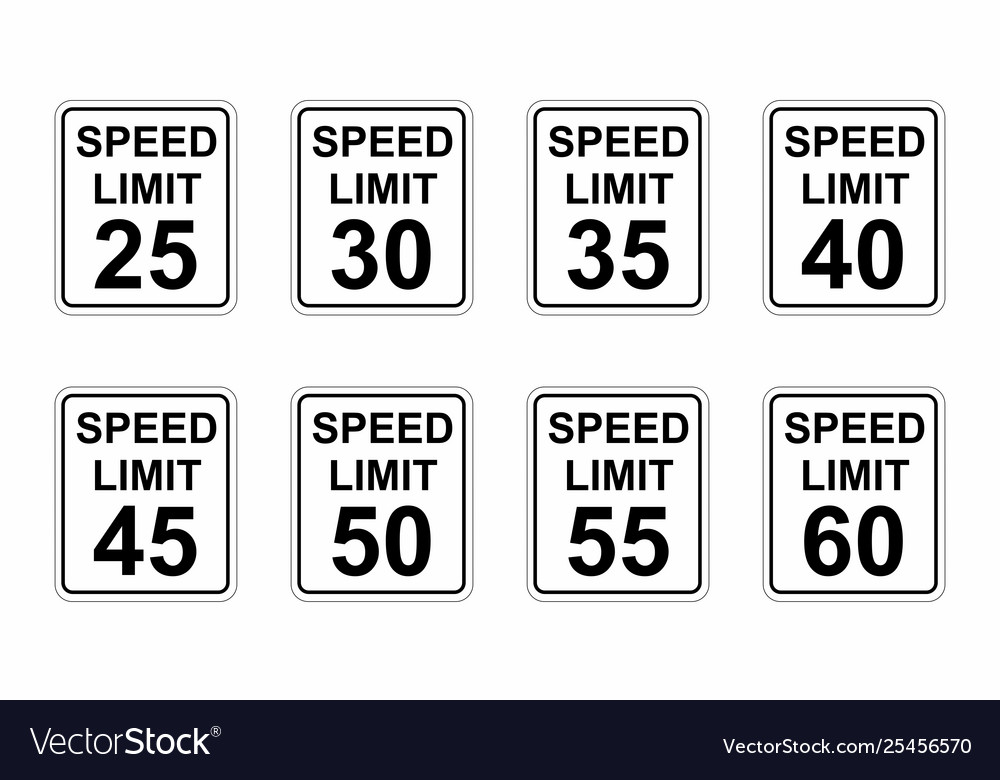 SPEED
LIMIT
25
SPEED
LIMIT
30
SPEED
LIMIT
35
SPEED
LIMIT
40
SPEED
LIMIT
45
SPEED
LIMIT
50
SPEED
LIMIT
55
SPEED
LIMIT
60
VectorStock®
VectorStock.com/25456570